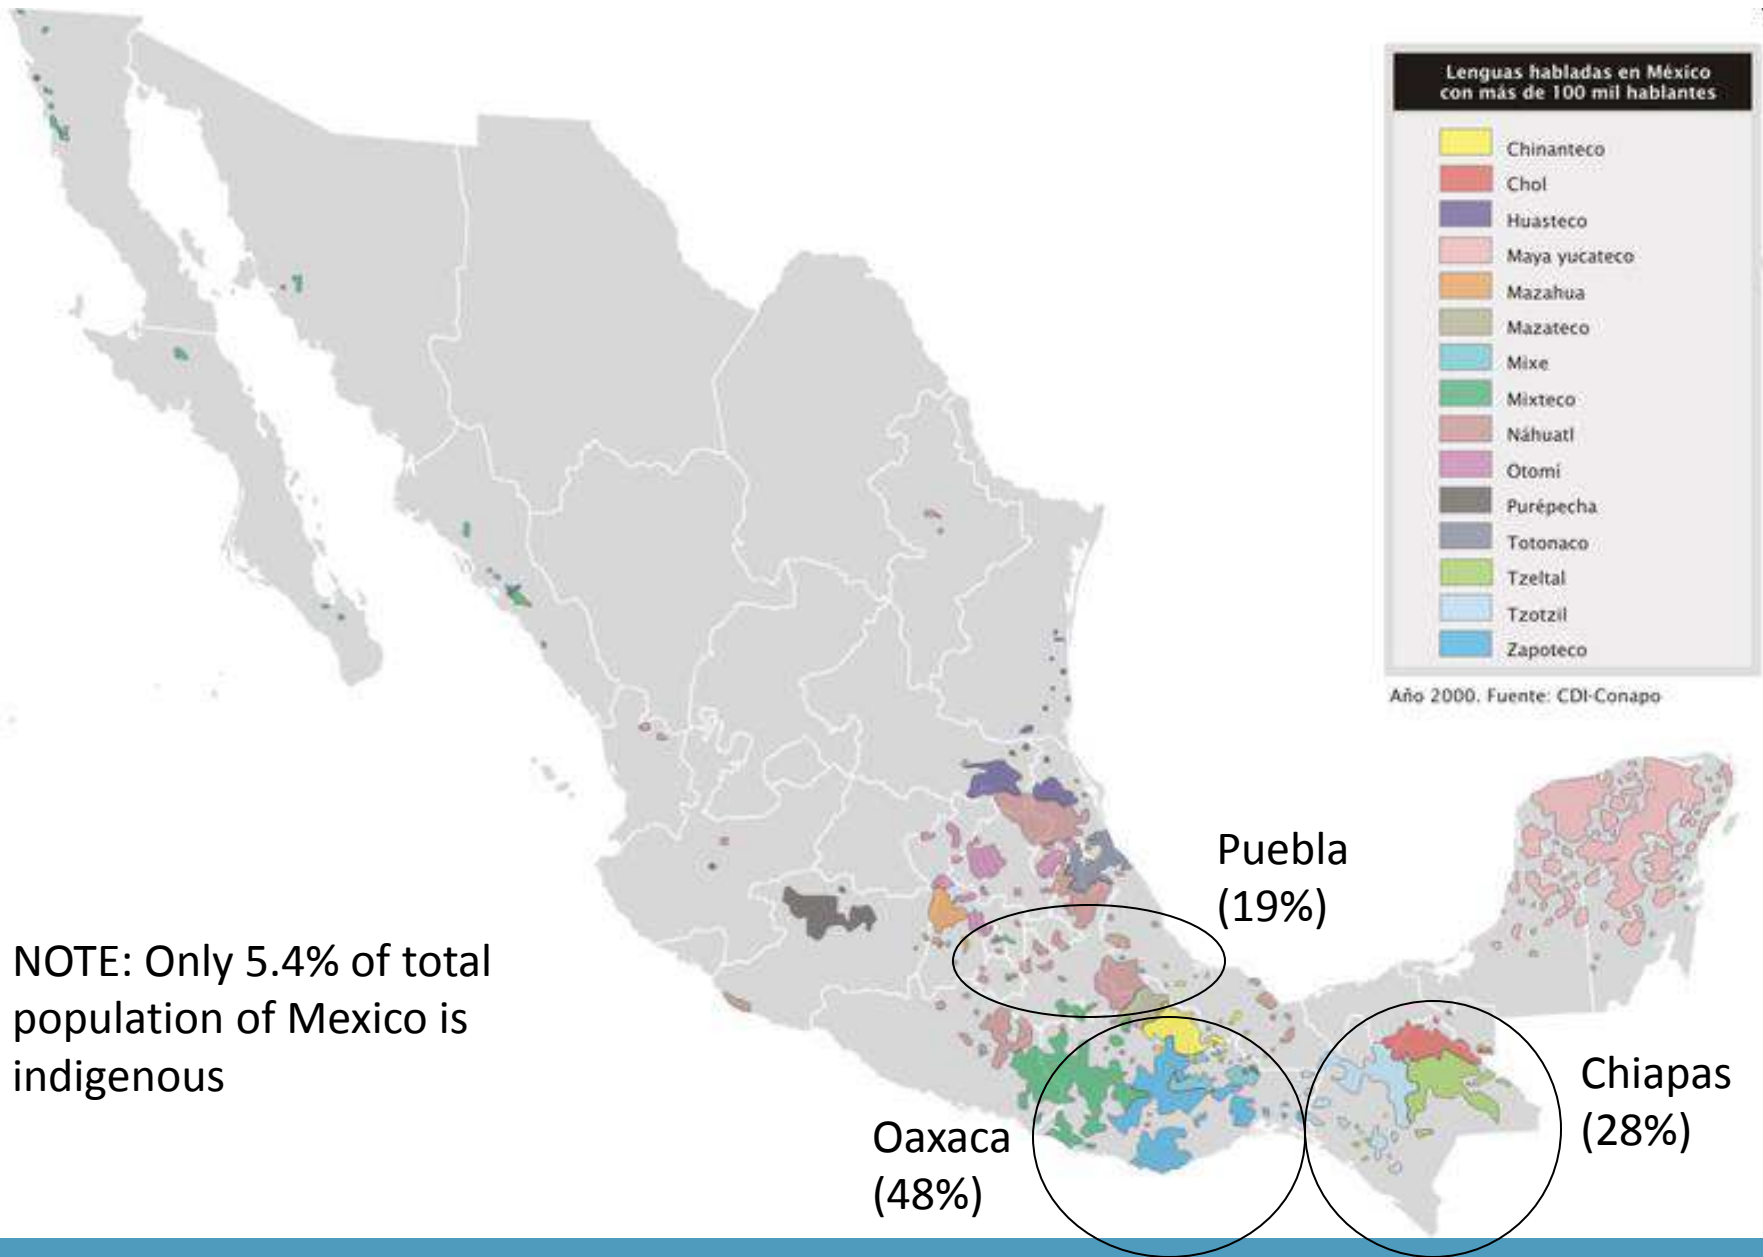 Lenguas habladas en México
con más de 100 mil hablantes
Chinanteco
Chol
Huasteco
Maya yucateco
Mazahua
Mazateco
Mixe
Mixteco
Náhuatl
Otomí
Purépecha
Totonaco
Tzeltal
Tzotzil
Zapoteco
Año 2000. Fuente: CDI-Conapo
Puebla
(19%)
NOTE: Only 5.4% of total
population of Mexico is
indigenous
Oaxaca
(48%)
Chiapas
(28%)